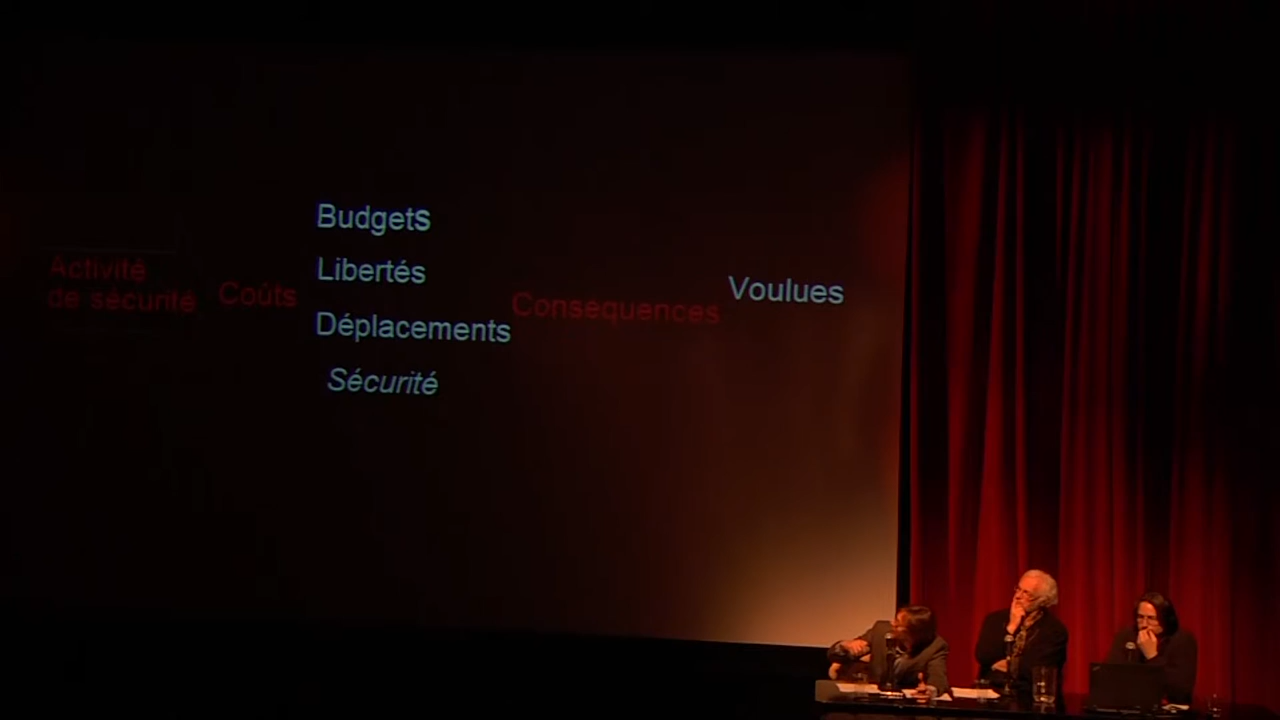 Activité
de sécurité
Coûts
Budgets
Libertés
Déplacements
Sécurité
Conséquences
Voulues